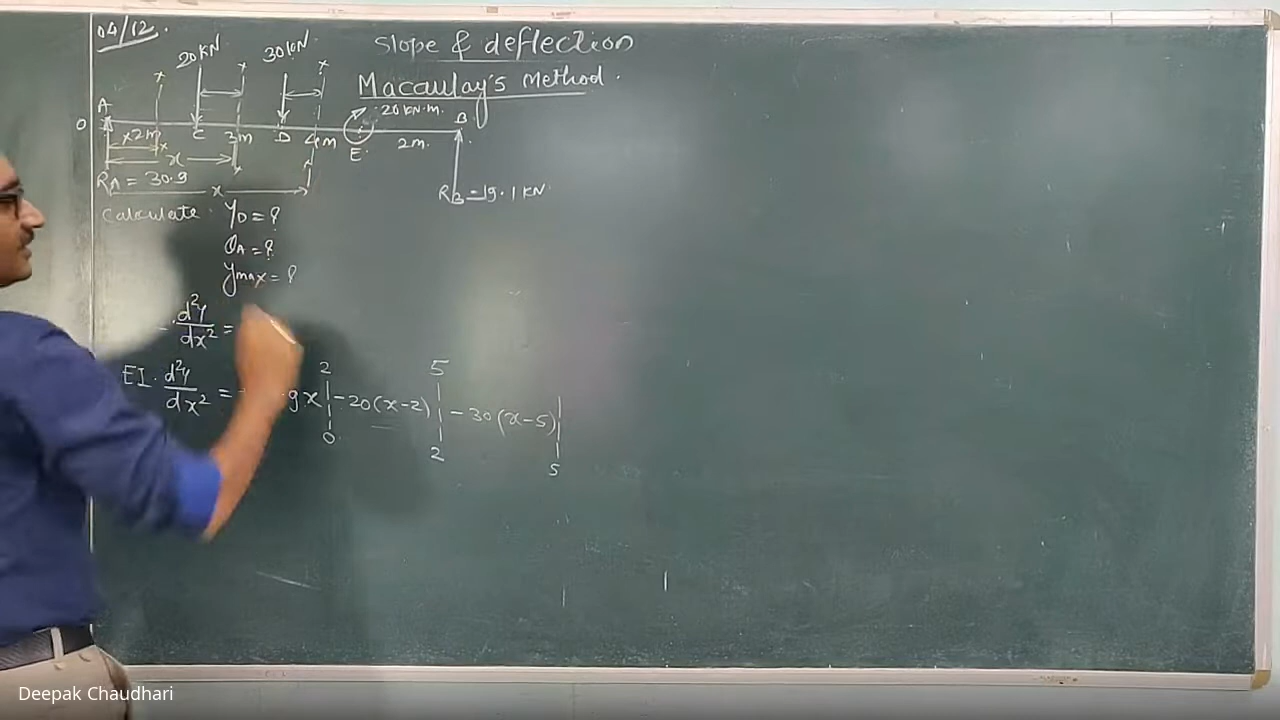 04/12.
Slope & deflection
Macaulay's Method.
20 kN
30 kN
20 kN.m.
A
B
0
x
x
x
x 2m
C
3m
D
4m
E
2m.
x
x
RA = 30.9
RB = 19.1 KN
Calculate. yD = ?
θA = ?
ymax = ?
d²y/dx² =
EI. d²y/dx² = 9x | -20(x-2) | - 30(x-5) |
2
5
0
2
5
Deepak Chaudhari